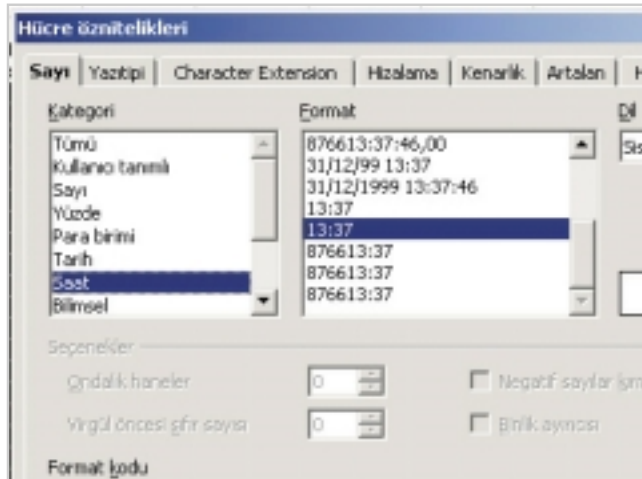 Hücre öznitelikleri
Sayı Yazıtipi Character Extension Hizalama Kenarlık Artalan H
Kategori Format Dil
Tümü
Kullanıcı tanımlı
Sayı
Yüzde
Para birimi
Tarih
Saat
Bilimsel
876613:37:46,00
31/12/99 13:37
31/12/1999 13:37:46
13:37
13:37
876613:37
876613:37
876613:37
Sis
Seçenekler
Ondalık haneler 0 Negatif sayılar
Virgül öncesi sıfır sayısı 0 Binlik ayırıcısı
Format kodu